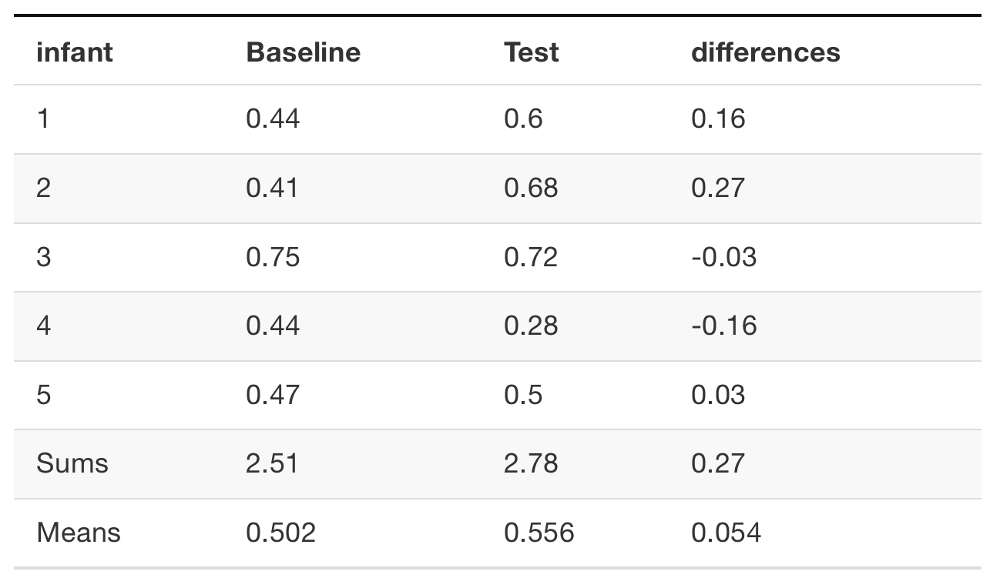 infant Baseline Test differences
1 0.44 0.6 0.16
2 0.41 0.68 0.27
3 0.75 0.72 -0.03
4 0.44 0.28 -0.16
5 0.47 0.5 0.03
Sums 2.51 2.78 0.27
Means 0.502 0.556 0.054